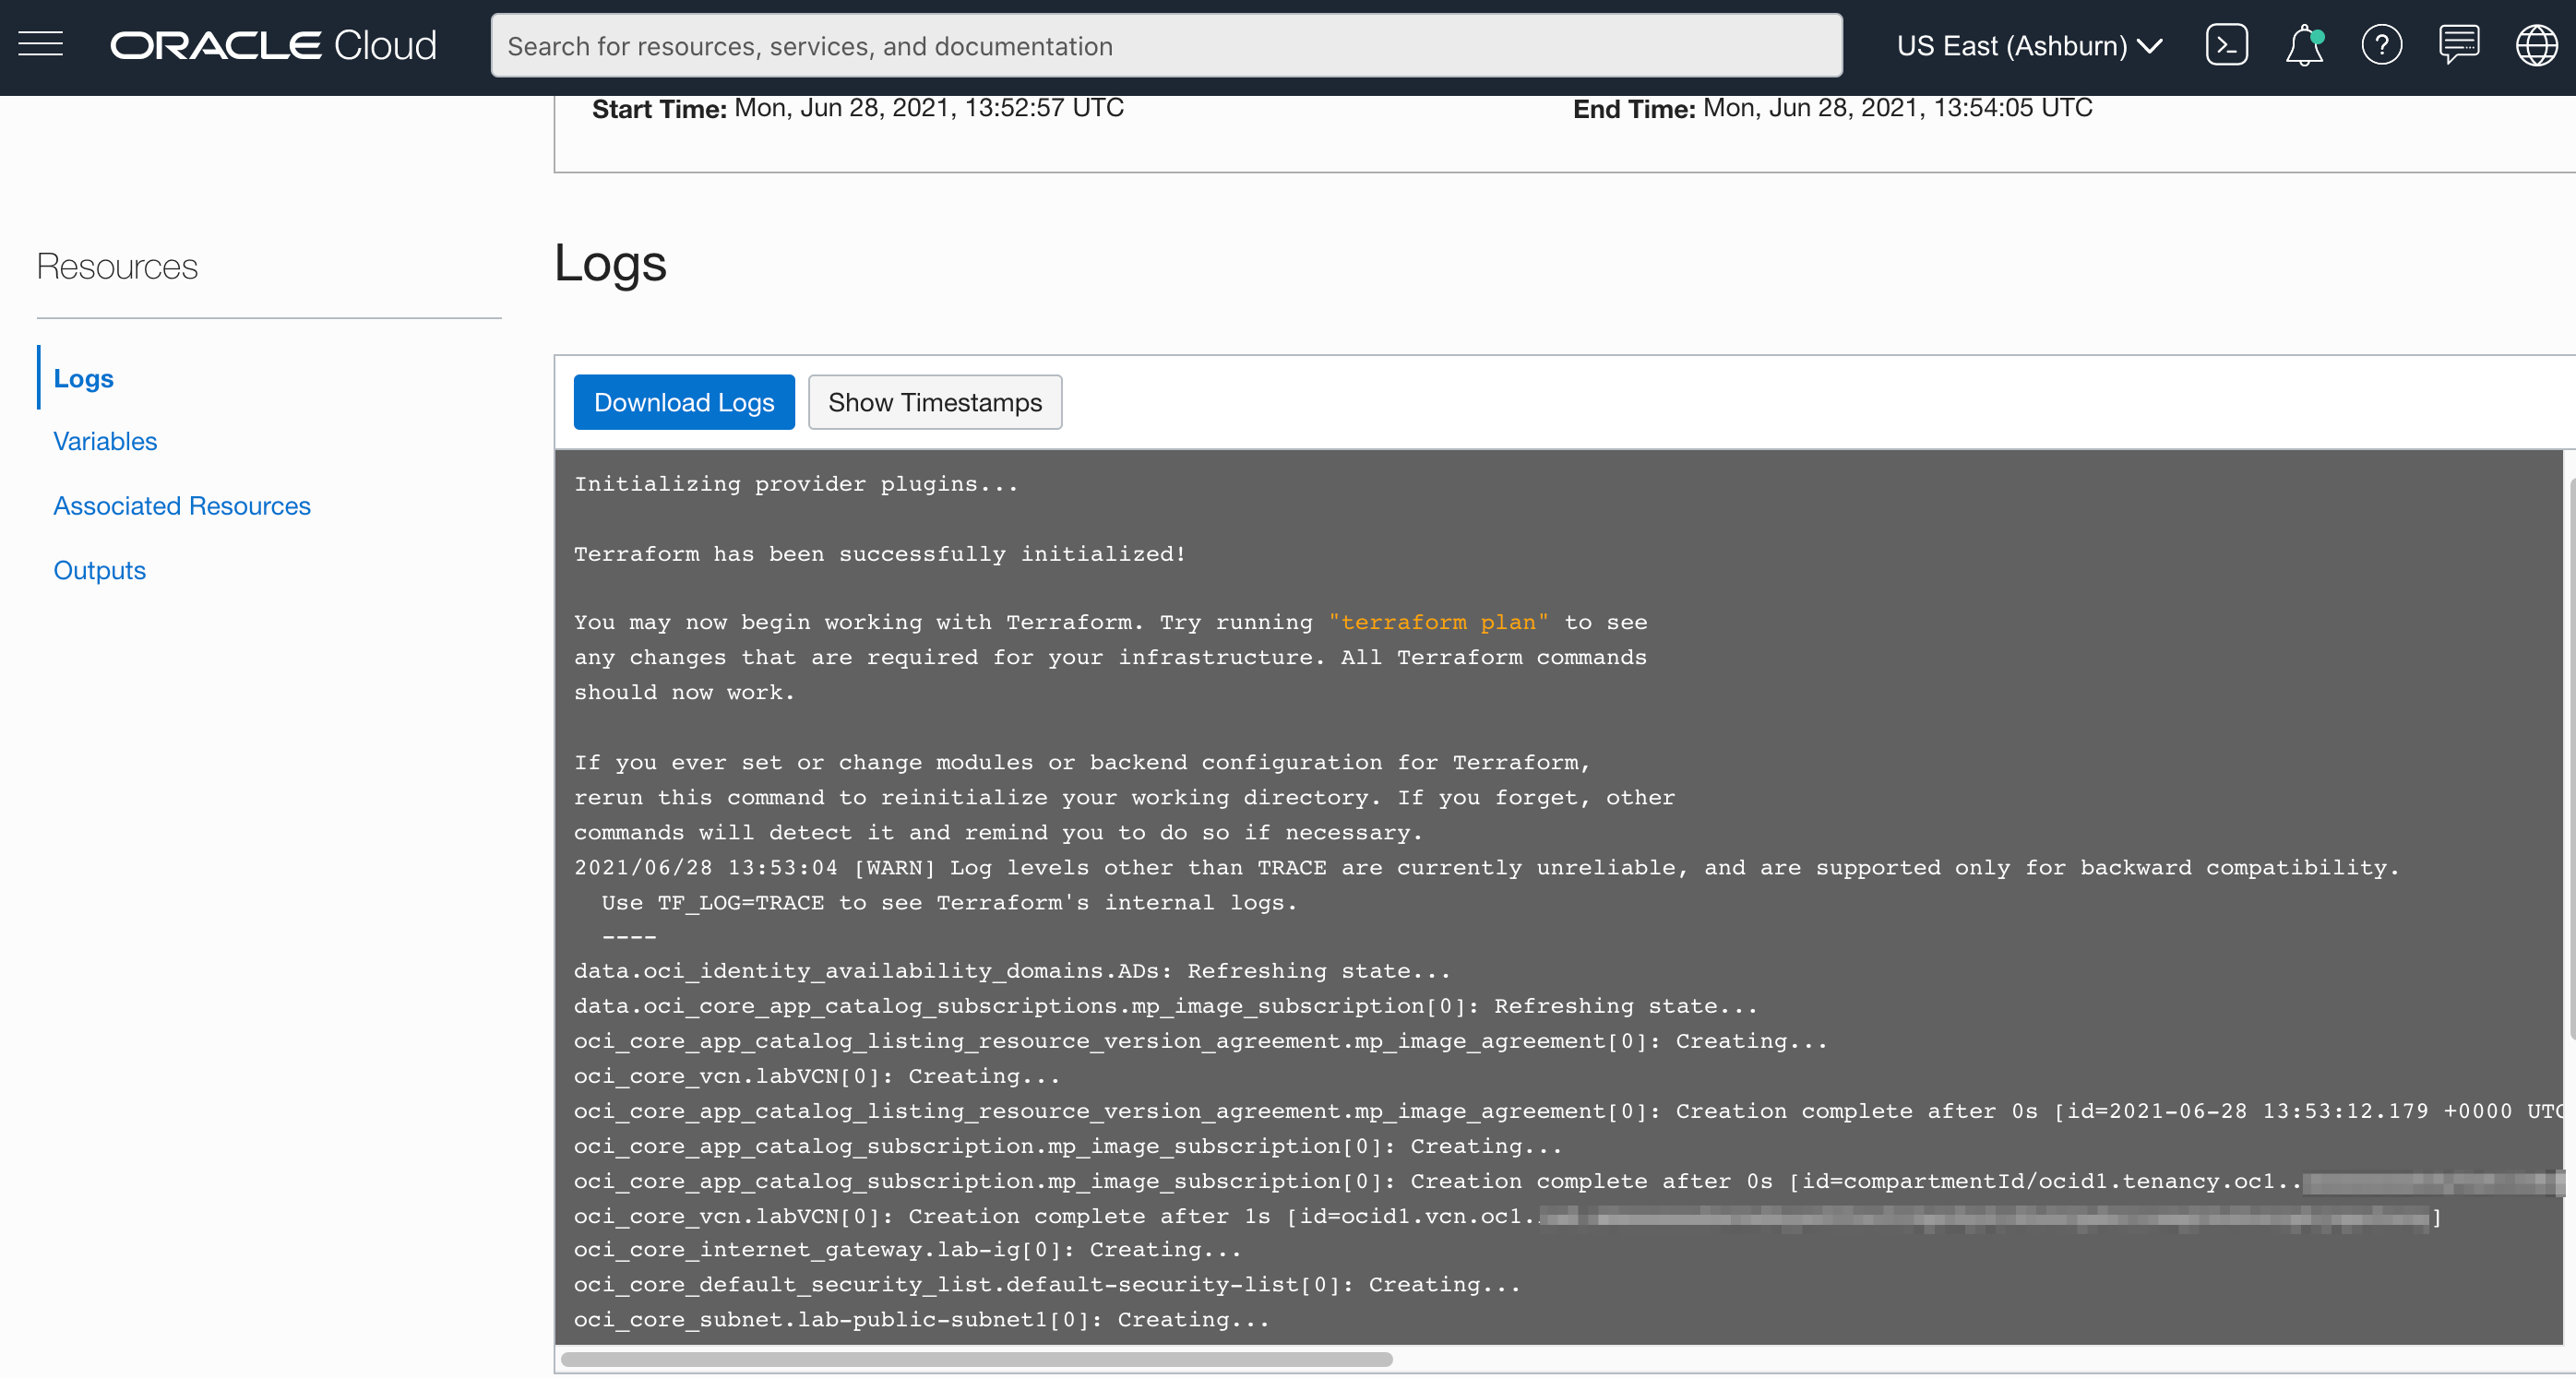 ORACLE Cloud
Search for resources, services, and documentation
US East (Ashburn)
Start Time: Mon, Jun 28, 2021, 13:52:57 UTC
End Time: Mon, Jun 28, 2021, 13:54:05 UTC
Resources
Logs
Variables
Associated Resources
Outputs
Logs
Download Logs
Show Timestamps
Initializing provider plugins...
Terraform has been successfully initialized!
You may now begin working with Terraform. Try running "terraform plan" to see
any changes that are required for your infrastructure. All Terraform commands
should now work.
If you ever set or change modules or backend configuration for Terraform,
rerun this command to reinitialize your working directory. If you forget, other
commands will detect it and remind you to do so if necessary.
2021/06/28 13:53:04 [WARN] Log levels other than TRACE are currently unreliable, and are supported only for backward compatibility.
Use TF_LOG=TRACE to see Terraform's internal logs.
----
data.oci_identity_availability_domains.ADs: Refreshing state...
data.oci_core_app_catalog_subscriptions.mp_image_subscription[0]: Refreshing state...
oci_core_app_catalog_listing_resource_version_agreement.mp_image_agreement[0]: Creating...
oci_core_vcn.labVCN[0]: Creating...
oci_core_app_catalog_listing_resource_version_agreement.mp_image_agreement[0]: Creation complete after 0s [id=2021-06-28 13:53:12.179 +0000 UTC
oci_core_app_catalog_subscription.mp_image_subscription[0]: Creating...
oci_core_app_catalog_subscription.mp_image_subscription[0]: Creation complete after 0s [id=compartmentId/ocid1.tenancy.oc1..
oci_core_vcn.labVCN[0]: Creation complete after 1s [id=ocid1.vcn.oc1. ]
oci_core_internet_gateway.lab-ig[0]: Creating...
oci_core_default_security_list.default-security-list[0]: Creating...
oci_core_subnet.lab-public-subnet1[0]: Creating...